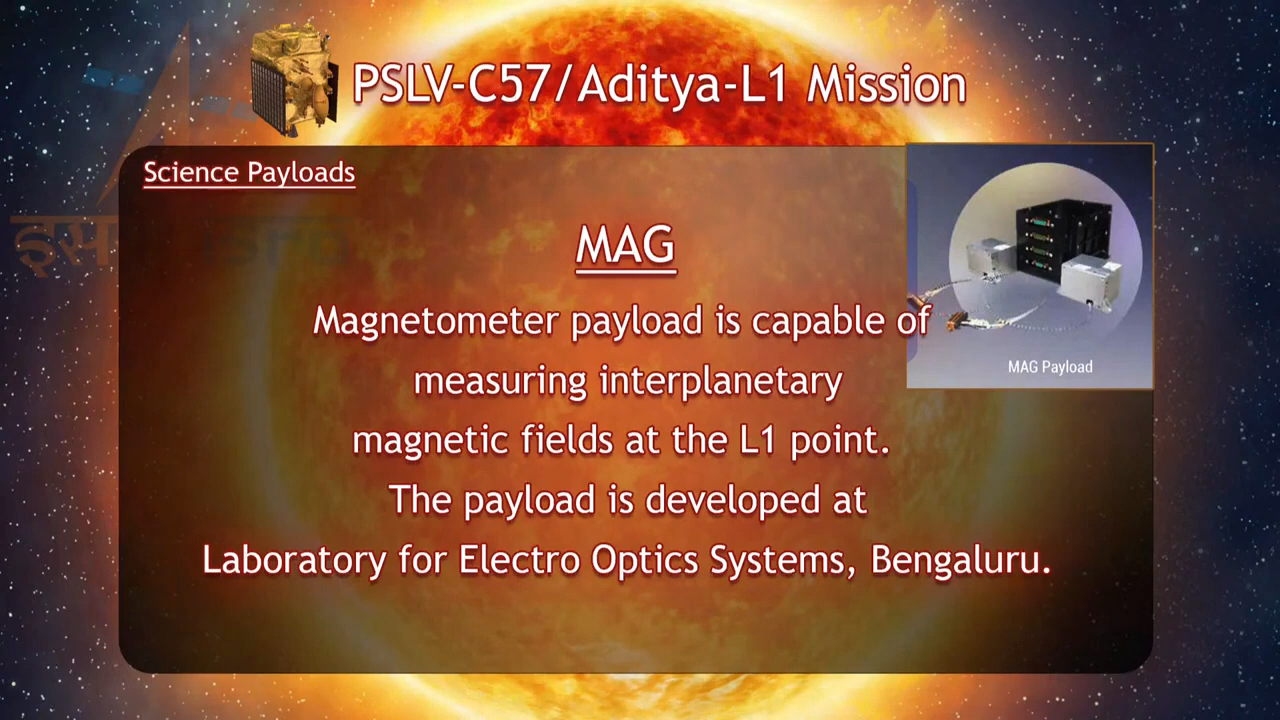 PSLV-C57/Aditya-L1 Mission
Science Payloads
MAG
Magnetometer payload is capable of
measuring interplanetary
magnetic fields at the L1 point.
The payload is developed at
Laboratory for Electro Optics Systems, Bengaluru.
MAG Payload